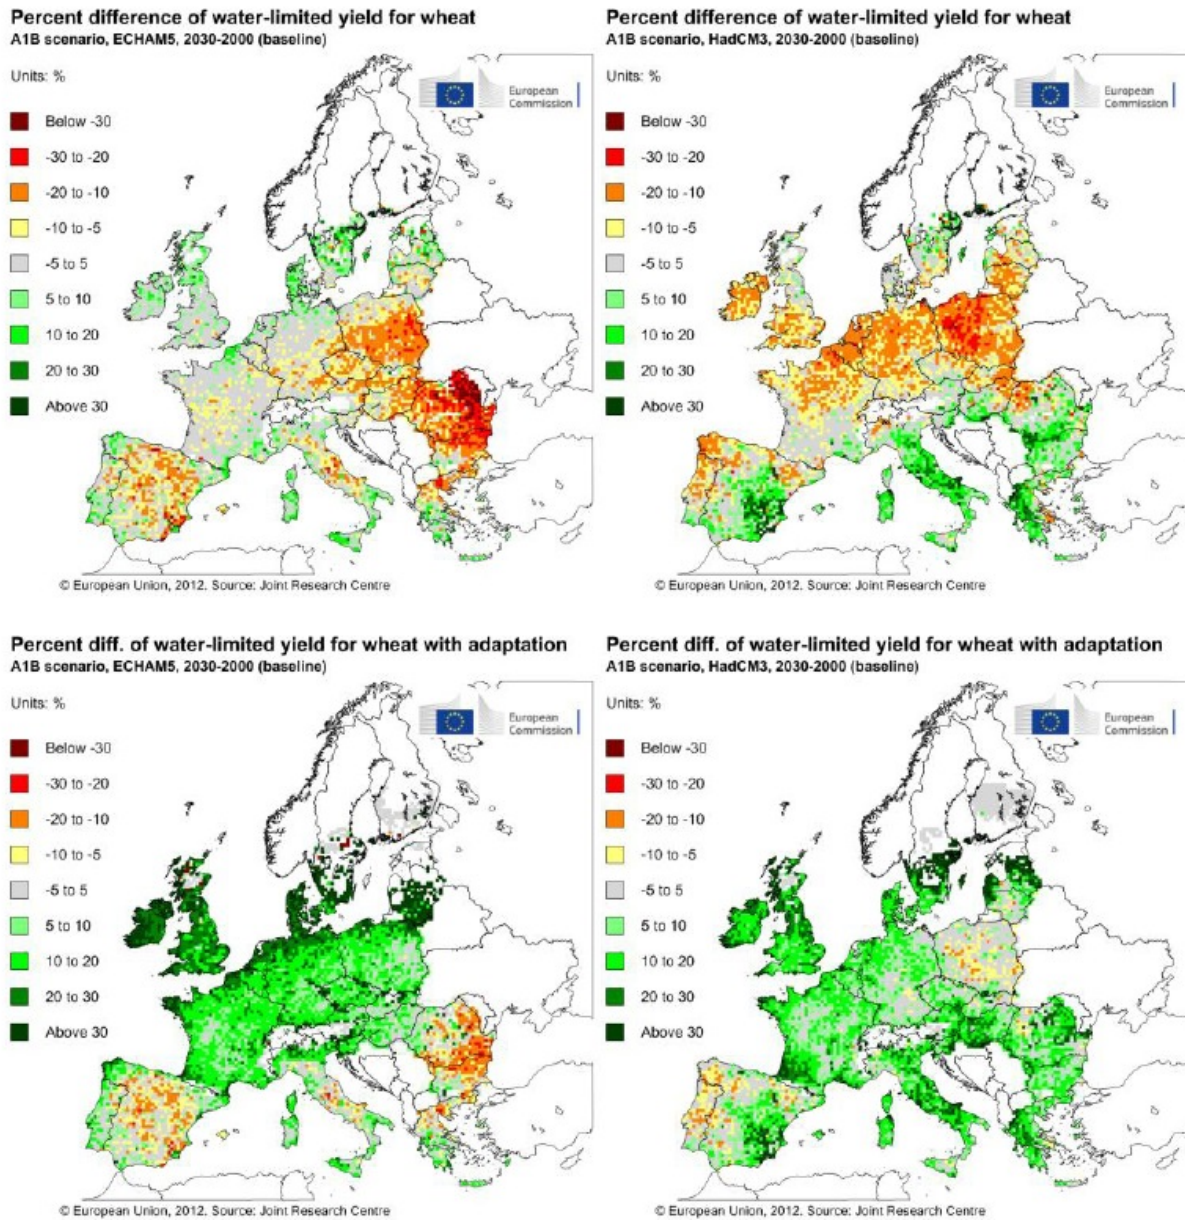 Percent difference of water-limited yield for wheat
A1B scenario, ECHAM5, 2030-2000 (baseline)
Units: %
European
Commission
Below -30
-30 to -20
-20 to -10
-10 to -5
-5 to 5
5 to 10
10 to 20
20 to 30
Above 30
© European Union, 2012. Source: Joint Research Centre
Percent difference of water-limited yield for wheat
A1B scenario, HadCM3, 2030-2000 (baseline)
Units: %
European
Commission
Below -30
-30 to -20
-20 to -10
-10 to -5
-5 to 5
5 to 10
10 to 20
20 to 30
Above 30
© European Union, 2012. Source: Joint Research Centre
Percent diff. of water-limited yield for wheat with adaptation
A1B scenario, ECHAM5, 2030-2000 (baseline)
Units: %
European
Commission
Below -30
-30 to -20
-20 to -10
-10 to -5
-5 to 5
5 to 10
10 to 20
20 to 30
Above 30
© European Union, 2012. Source: Joint Research Centre
Percent diff. of water-limited yield for wheat with adaptation
A1B scenario, HadCM3, 2030-2000 (baseline)
Units: %
European
Commission
Below -30
-30 to -20
-20 to -10
-10 to -5
-5 to 5
5 to 10
10 to 20
20 to 30
Above 30
© European Union, 2012. Source: Joint Research Centre